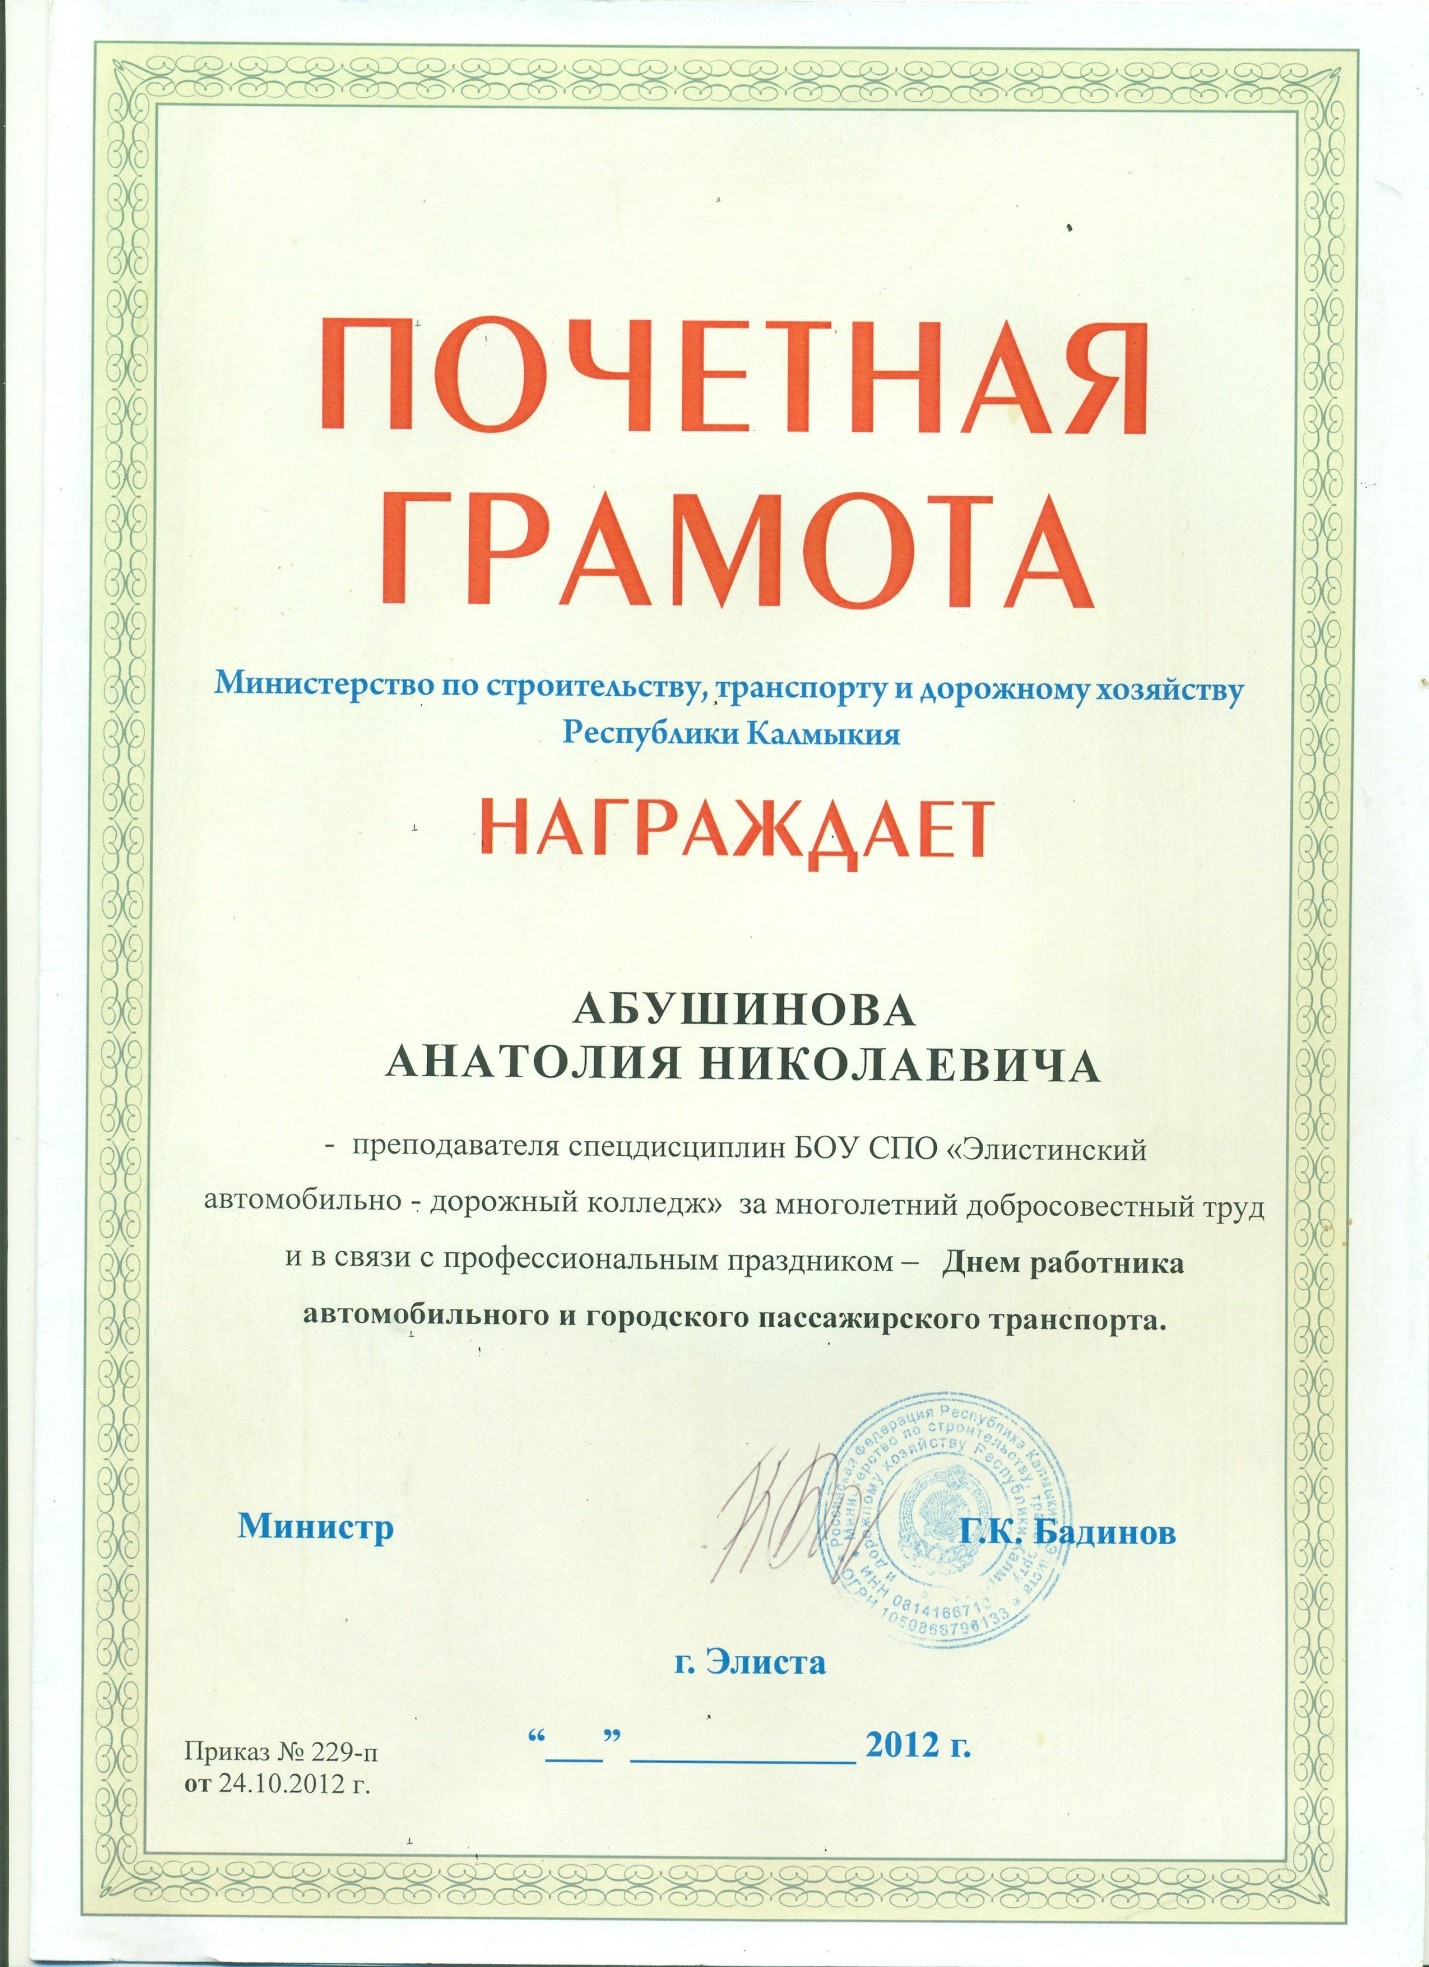 ПОЧЕТНАЯ
ГРАМОТА
Министерство по строительству, транспорту и дорожному хозяйству
Республики Калмыкия
НАГРАЖДАЕТ
АБУШИНОВА
АНАТОЛИЯ НИКОЛАЕВИЧА
- преподавателя спецдисциплин БОУ СПО «Элистинский
автомобильно - дорожный колледж» за многолетний добросовестный труд
и в связи с профессиональным праздником – Днем работника
автомобильного и городского пассажирского транспорта.
Российская Федерация Республика Калмыкия
Министерство по строительству, транспорту
и дорожному хозяйству Республики Калмыкия
ИНН 0814166713
ОГРН 1050866796133
Министр Г.К. Бадинов
г. Элиста
“___” ____________ 2012 г.
Приказ № 229-п
от 24.10.2012 г.